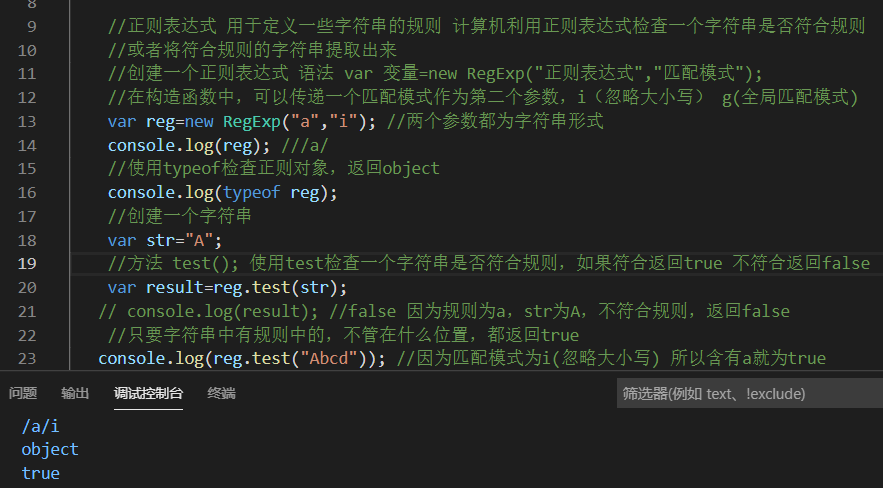 8
9 //正则表达式 用于定义一些字符串的规则 计算机利用正则表达式检查一个字符串是否符合规则
10 //或者将符合规则的字符串提取出来
11 //创建一个正则表达式 语法 var 变量=new RegExp("正则表达式","匹配模式");
12 //在构造函数中，可以传递一个匹配模式作为第二个参数，i（忽略大小写） g(全局匹配模式)
13 var reg=new RegExp("a","i"); //两个参数都为字符串形式
14 console.log(reg); ///a/
15 //使用typeof检查正则对象，返回object
16 console.log(typeof reg);
17 //创建一个字符串
18 var str="A";
19 //方法 test(); 使用test检查一个字符串是否符合规则，如果符合返回true 不符合返回false
20 var result=reg.test(str);
21 // console.log(result); //false 因为规则为a，str为A，不符合规则，返回false
22 //只要字符串中有规则中的，不管在什么位置，都返回true
23 console.log(reg.test("Abcd")); //因为匹配模式为i(忽略大小写) 所以含有a就为true
问题 输出 调试控制台 终端 筛选器(例如 text、!exclude)
/a/i
object
true